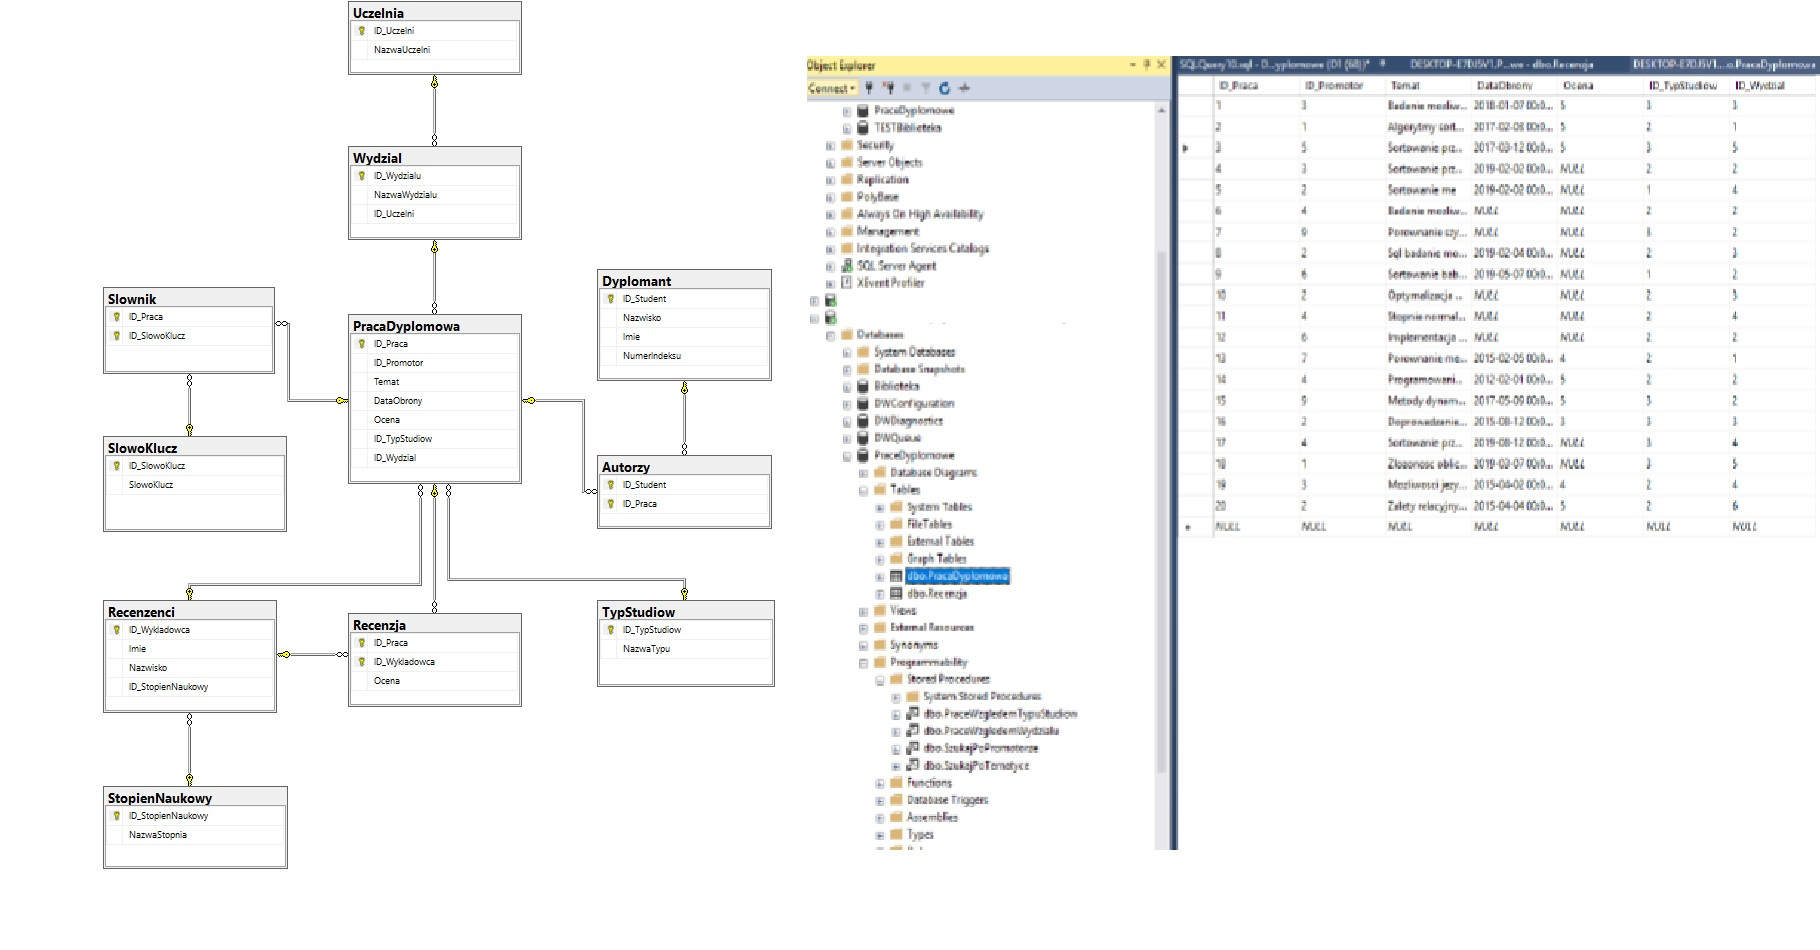 Uczelnia
ID_Uczelni
NazwaUczelni
Wydzial
ID_Wydzialu
NazwaWydzialu
ID_Uczelni
Slownik
ID_Praca
ID_SlowoKlucz
SlowoKlucz
ID_SlowoKlucz
SlowoKlucz
PracaDyplomowa
ID_Praca
ID_Promotor
Temat
DataObrony
Ocena
ID_TypStudiow
ID_Wydzial
Dyplomant
ID_Student
Nazwisko
Imie
NumerIndeksu
Autorzy
ID_Student
ID_Praca
Recenzenci
ID_Wykladowca
Imie
Nazwisko
ID_StopienNaukowy
Recenzja
ID_Praca
ID_Wykladowca
Ocena
TypStudiow
ID_TypStudiow
NazwaTypu
StopienNaukowy
ID_StopienNaukowy
NazwaStopnia
Object Explorer
Connect
PraceDyplomowe
TESTBiblioteka
Security
Server Objects
Replication
PolyBase
Always On High Availability
Management
Integration Services Catalogs
SQL Server Agent
XEvent Profiler
Databases
System Databases
Database Snapshots
Biblioteka
DWConfiguration
DWDiagnostics
DWQueue
PraceDyplomowe
Database Diagrams
Tables
System Tables
FileTables
External Tables
Graph Tables
dbo.PracaDyplomowa
dbo.Recenzja
Views
External Resources
Synonyms
Programmability
Stored Procedures
System Stored Procedures
dbo.PraceWzgledemTypuStudiow
dbo.PraceWzgledemWydzialu
dbo.SzukajPoPromotorze
dbo.SzukajPoTematyce
Functions
Database Triggers
Assemblies
Types
SQLQuery10.sql - D...yplomowe (D1 (68))* DESKTOP-E7DJ5V1.P...we - dbo.Recenzja DESKTOP-E7DJ5V1....o.PracaDyplomowa
ID_Praca ID_Promotor Temat DataObrony Ocena ID_TypStudiow ID_Wydzial
1 3 Badanie mozliw... 2018-01-07 00:0... 5 3 3
2 1 Algorytmy sort... 2017-02-08 00:0... 5 2 1
3 5 Sortowanie prz... 2017-03-12 00:0... 5 3 5
4 3 Sortowanie prz... 2019-02-02 00:0... NULL 2 2
5 2 Sortowanie me 2019-02-02 00:0... NULL 1 4
6 4 Badanie mozliw... NULL NULL 2 2
7 9 Porownanie szy... NULL NULL 2
8 2 Sql badanie mo... 2019-02-04 00:0... NULL 2 3
9 6 Sortowanie bab... 2019-05-07 00:0... NULL 1 2
10 2 Optymalizacja ... NULL NULL 2 3
11 4 Stopnie normal... NULL NULL 2 4
12 6 Implementacja ... NULL NULL 2 2
13 7 Porownanie me... 2015-02-05 00:0... 4 2 1
14 4 Programowani... 2012-02-01 00:0... 5 2 2
15 9 Metody dynam... 2017-05-09 00:0... 5 3 2
16 2 Doprowadzenie... 2015-08-12 00:0... 3 3 3
17 4 Sortowanie prz... 2019-08-12 00:0... NULL 3 4
18 1 Zlozonosc oblic... 2019-03-07 00:0... NULL 3 5
19 3 Mozliwosci jezy... 2015-04-02 00:0... 4 2 4
20 2 Zalety relacyjny... 2015-04-04 00:0... 5 2 6
NULL NULL NULL NULL NULL NULL NULL